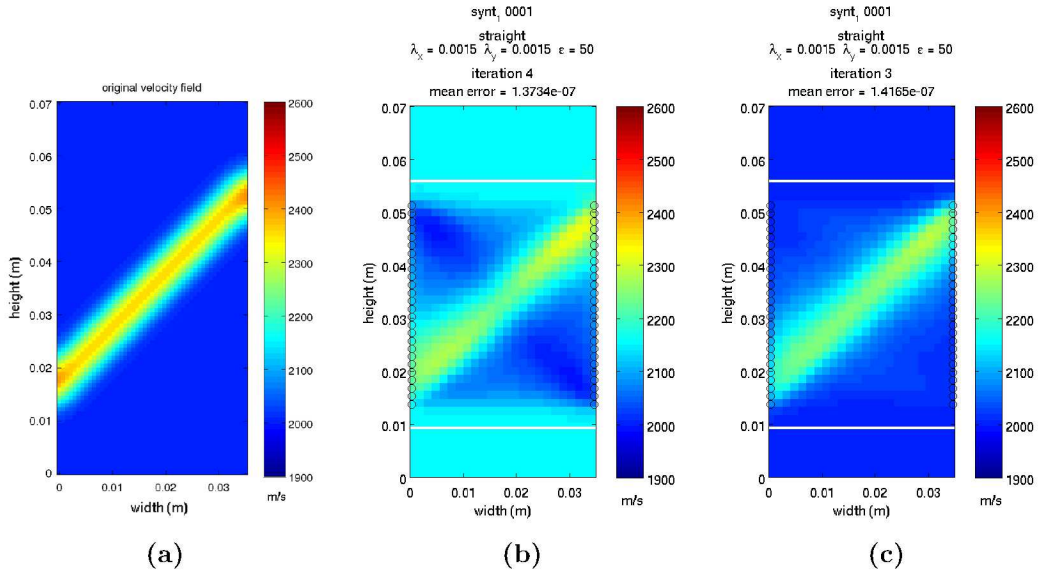 original velocity field
0.07
0.06
0.05
0.04
0.03
0.02
0.01
0
height (m)
0
0.01
0.02
0.03
width (m)
2600
2500
2400
2300
2200
2100
2000
1900
m/s
(a)
synt₁ 0001
straight
λₓ = 0.0015 λᵧ = 0.0015 ε = 50
iteration 4
mean error = 1.3734e-07
0.07
0.06
0.05
0.04
0.03
0.02
0.01
0
height (m)
0
0.01
0.02
0.03
width (m)
2600
2500
2400
2300
2200
2100
2000
1900
m/s
(b)
synt₁ 0001
straight
λₓ = 0.0015 λᵧ = 0.0015 ε = 50
iteration 3
mean error = 1.4165e-07
0.07
0.06
0.05
0.04
0.03
0.02
0.01
0
height (m)
0
0.01
0.02
0.03
width (m)
2600
2500
2400
2300
2200
2100
2000
1900
m/s
(c)